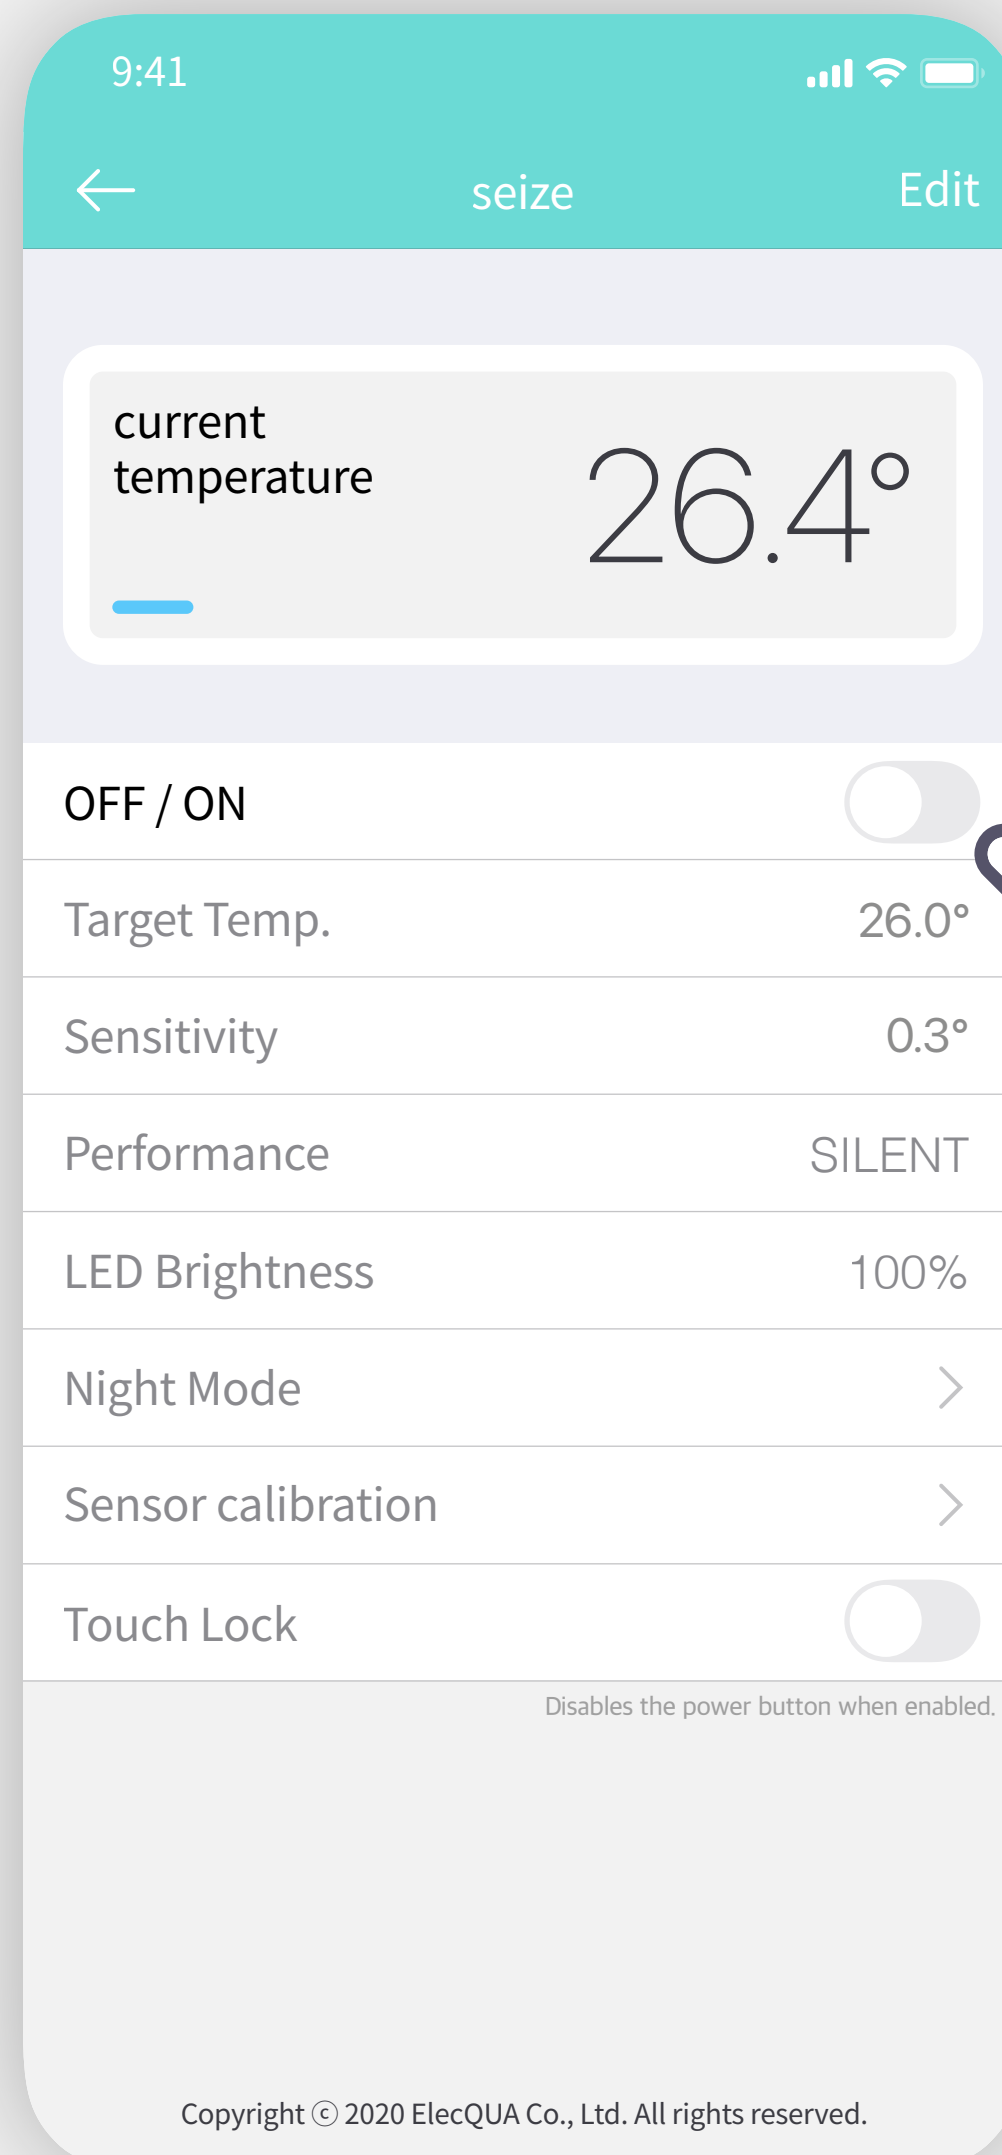 9:41
seize
Edit
current
temperature
26.4°
OFF / ON
Target Temp.
26.0°
Sensitivity
0.3°
Performance
SILENT
LED Brightness
100%
Night Mode
Sensor calibration
Touch Lock
Disables the power button when enabled.
Copyright ⓒ 2020 ElecQUA Co., Ltd. All rights reserved.